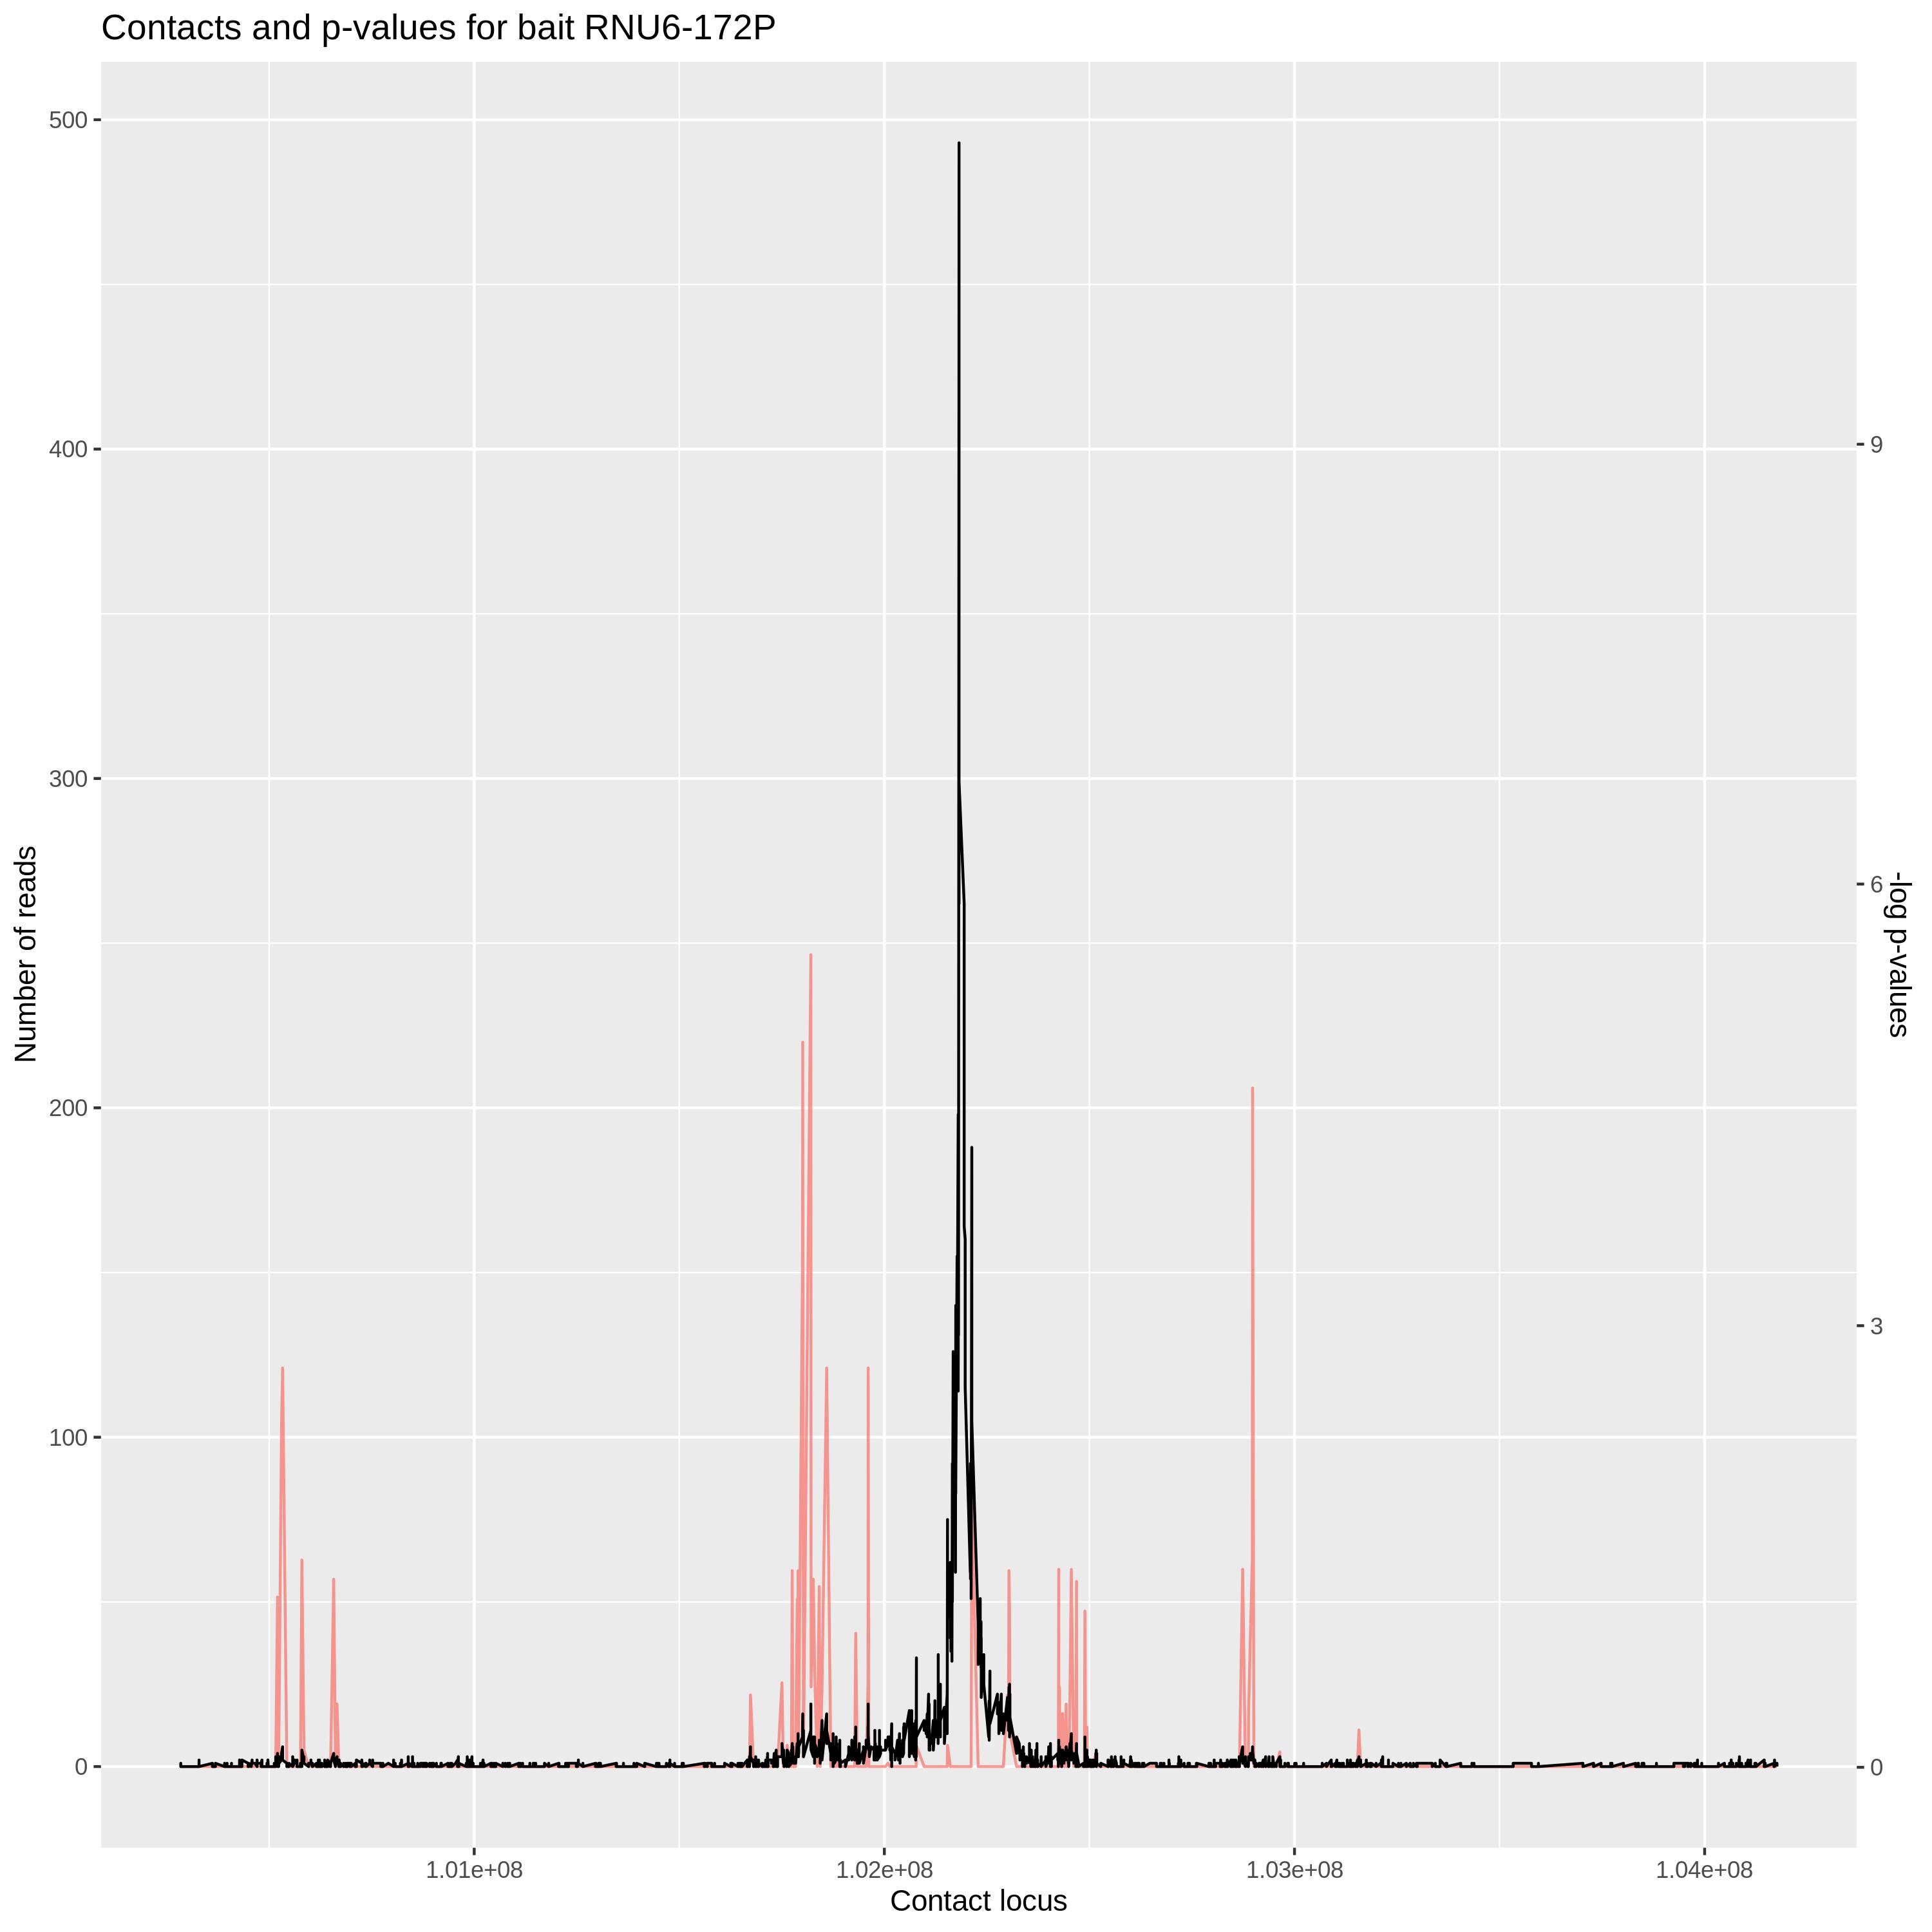 Contacts and p-values for bait RNU6-172P
500
400
300
200
100
0
Number of reads
9
6
3
0
-log p-values
1.01e+08
1.02e+08
1.03e+08
1.04e+08
Contact locus